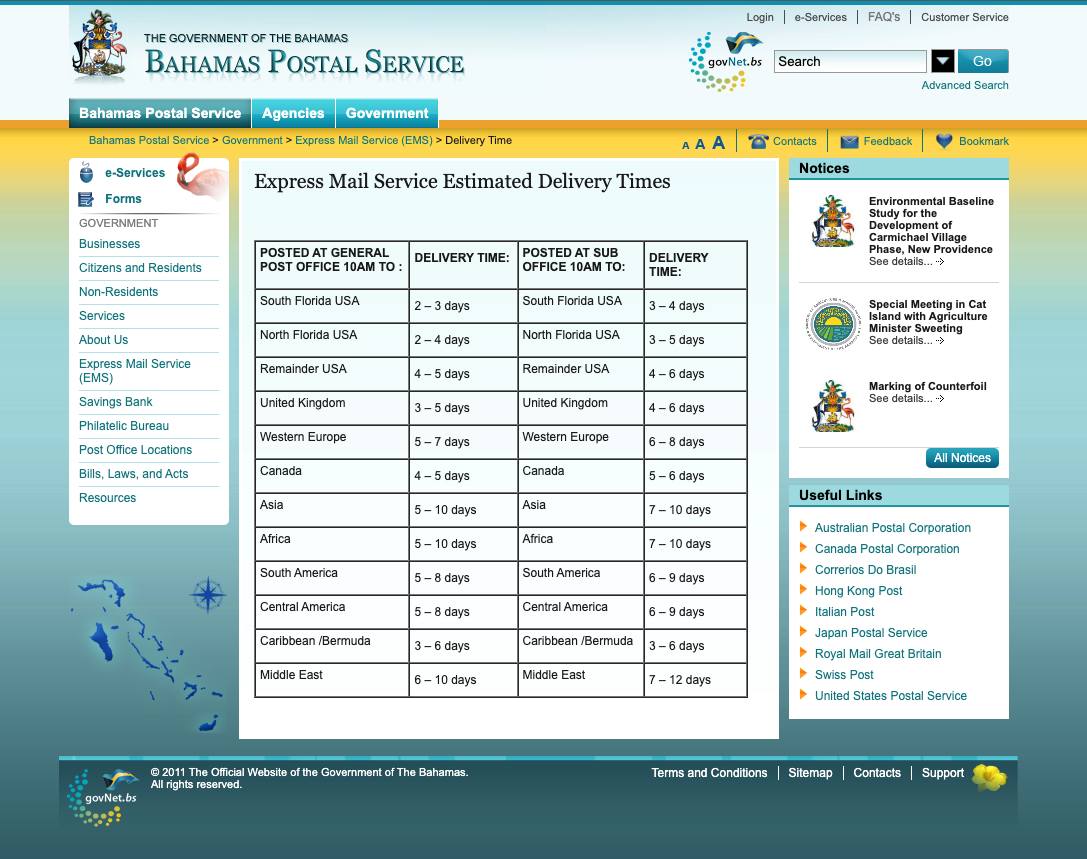 Login e-Services FAQ's Customer Service
THE GOVERNMENT OF THE BAHAMAS
BAHAMAS POSTAL SERVICE
govNet.bs
Search
Go
Advanced Search
Bahamas Postal Service Agencies Government
Bahamas Postal Service > Government > Express Mail Service (EMS) > Delivery Time
A A A Contacts Feedback Bookmark
e-Services
Forms
GOVERNMENT
Businesses
Citizens and Residents
Non-Residents
Services
About Us
Express Mail Service
(EMS)
Savings Bank
Philatelic Bureau
Post Office Locations
Bills, Laws, and Acts
Resources
Express Mail Service Estimated Delivery Times
POSTED AT GENERAL POST OFFICE 10AM TO : DELIVERY TIME: POSTED AT SUB OFFICE 10AM TO: DELIVERY TIME:
South Florida USA 2 – 3 days South Florida USA 3 – 4 days
North Florida USA 2 – 4 days North Florida USA 3 – 5 days
Remainder USA 4 – 5 days Remainder USA 4 – 6 days
United Kingdom 3 – 5 days United Kingdom 4 – 6 days
Western Europe 5 – 7 days Western Europe 6 – 8 days
Canada 4 – 5 days Canada 5 – 6 days
Asia 5 – 10 days Asia 7 – 10 days
Africa 5 – 10 days Africa 7 – 10 days
South America 5 – 8 days South America 6 – 9 days
Central America 5 – 8 days Central America 6 – 9 days
Caribbean /Bermuda 3 – 6 days Caribbean /Bermuda 3 – 6 days
Middle East 6 – 10 days Middle East 7 – 12 days
Notices
Environmental Baseline
Study for the
Development of
Carmichael Village
Phase, New Providence
See details...
Special Meeting in Cat
Island with Agriculture
Minister Sweeting
See details...
Marking of Counterfoil
See details...
All Notices
Useful Links
Australian Postal Corporation
Canada Postal Corporation
Correrios Do Brasil
Hong Kong Post
Italian Post
Japan Postal Service
Royal Mail Great Britain
Swiss Post
United States Postal Service
govNet.bs
© 2011 The Official Website of the Government of The Bahamas.
All rights reserved.
Terms and Conditions Sitemap Contacts Support